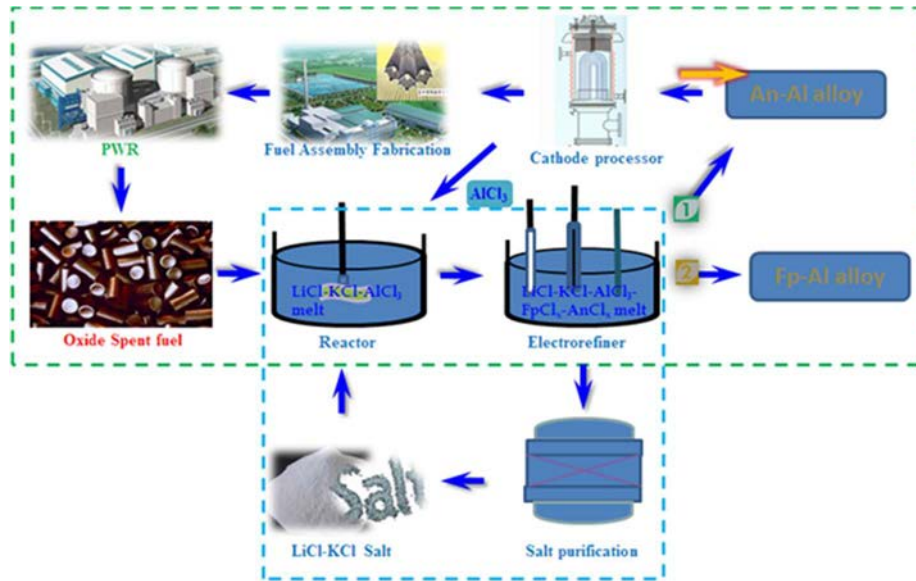 An-Al alloy
PWR
Fuel Assembly Fabrication
Cathode processor
AlCl₃
1
LiCl-KCl-AlCl₃
melt
LiCl-KCl-AlCl₃-
FpClₓ-AnClₓ melt
2
Fp-Al alloy
Oxide Spent fuel
Reactor
Electrorefiner
Salt
LiCl-KCl Salt
Salt purification